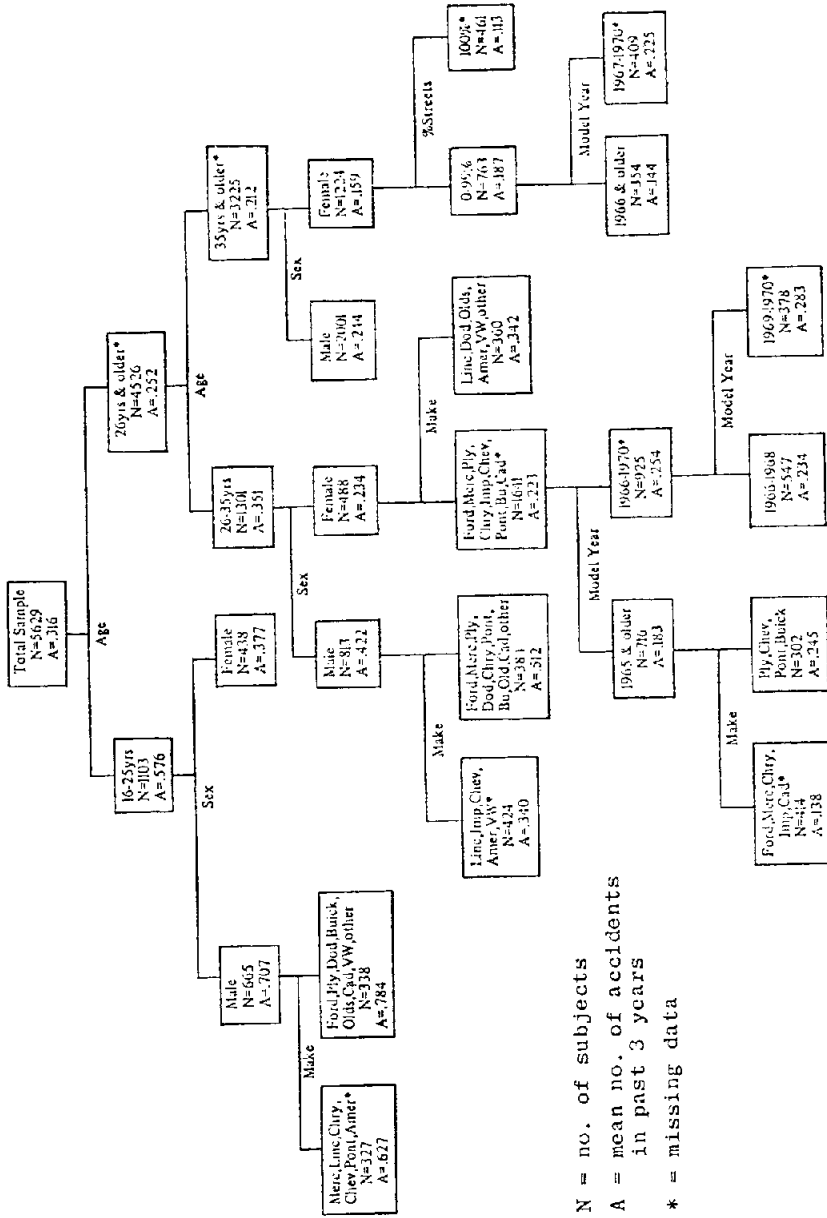 Total Sample
N=5629
A=.316
Age
16-25yrs
N=1103
A=.576
26yrs & older*
N=4526
A=.252
Sex
Age
Male
N=665
A=.707
Female
N=438
A=.377
26-35yrs
N=1301
A=.351
35yrs & older*
N=3225
A=.212
Make
Sex
Sex
Merc,Linc,Chry,
Chev,Pont,Amer*
N=327
A=.627
Ford,Ply,Dod,Buick,
Olds,Cad,VW,other
N=338
A=.784
Male
N=813
A=.422
Female
N=488
A=.234
Male
N=2001
A=.244
Female
N=1224
A=.159
Make
Make
%Streets
Linc,Imp,Chev,
Amer,VW*
N=424
A=.340
Ford,Merc,Ply,
Dod,Chry,Pont,
Bu,Old,Cad,other
A=.512
Ford,Merc,Ply,
Chry,Imp,Chev,
Pont,Bu,Cad*
N=1641
A=.223
Linc,Dod,Olds,
Amer,VW,other
N=360
A=.342
0-95%
N=763
A=.187
100%*
N=461
A=.113
Model Year
Model Year
1965 & older
N=716
A=.183
1966-1970*
N=925
A=.254
1966 & older
N=354
A=.144
1967-1970*
N=409
A=.225
Make
Model Year
Ford,Merc,Chry,
Imp,Cad*
N=414
A=.138
Ply,Chev,
Pont,Buick
N=302
A=.245
1966-1968
N=547
A=.234
1969-1970*
N=378
A=.283
N = no. of subjects
A = mean no. of accidents
in past 3 years
* = missing data